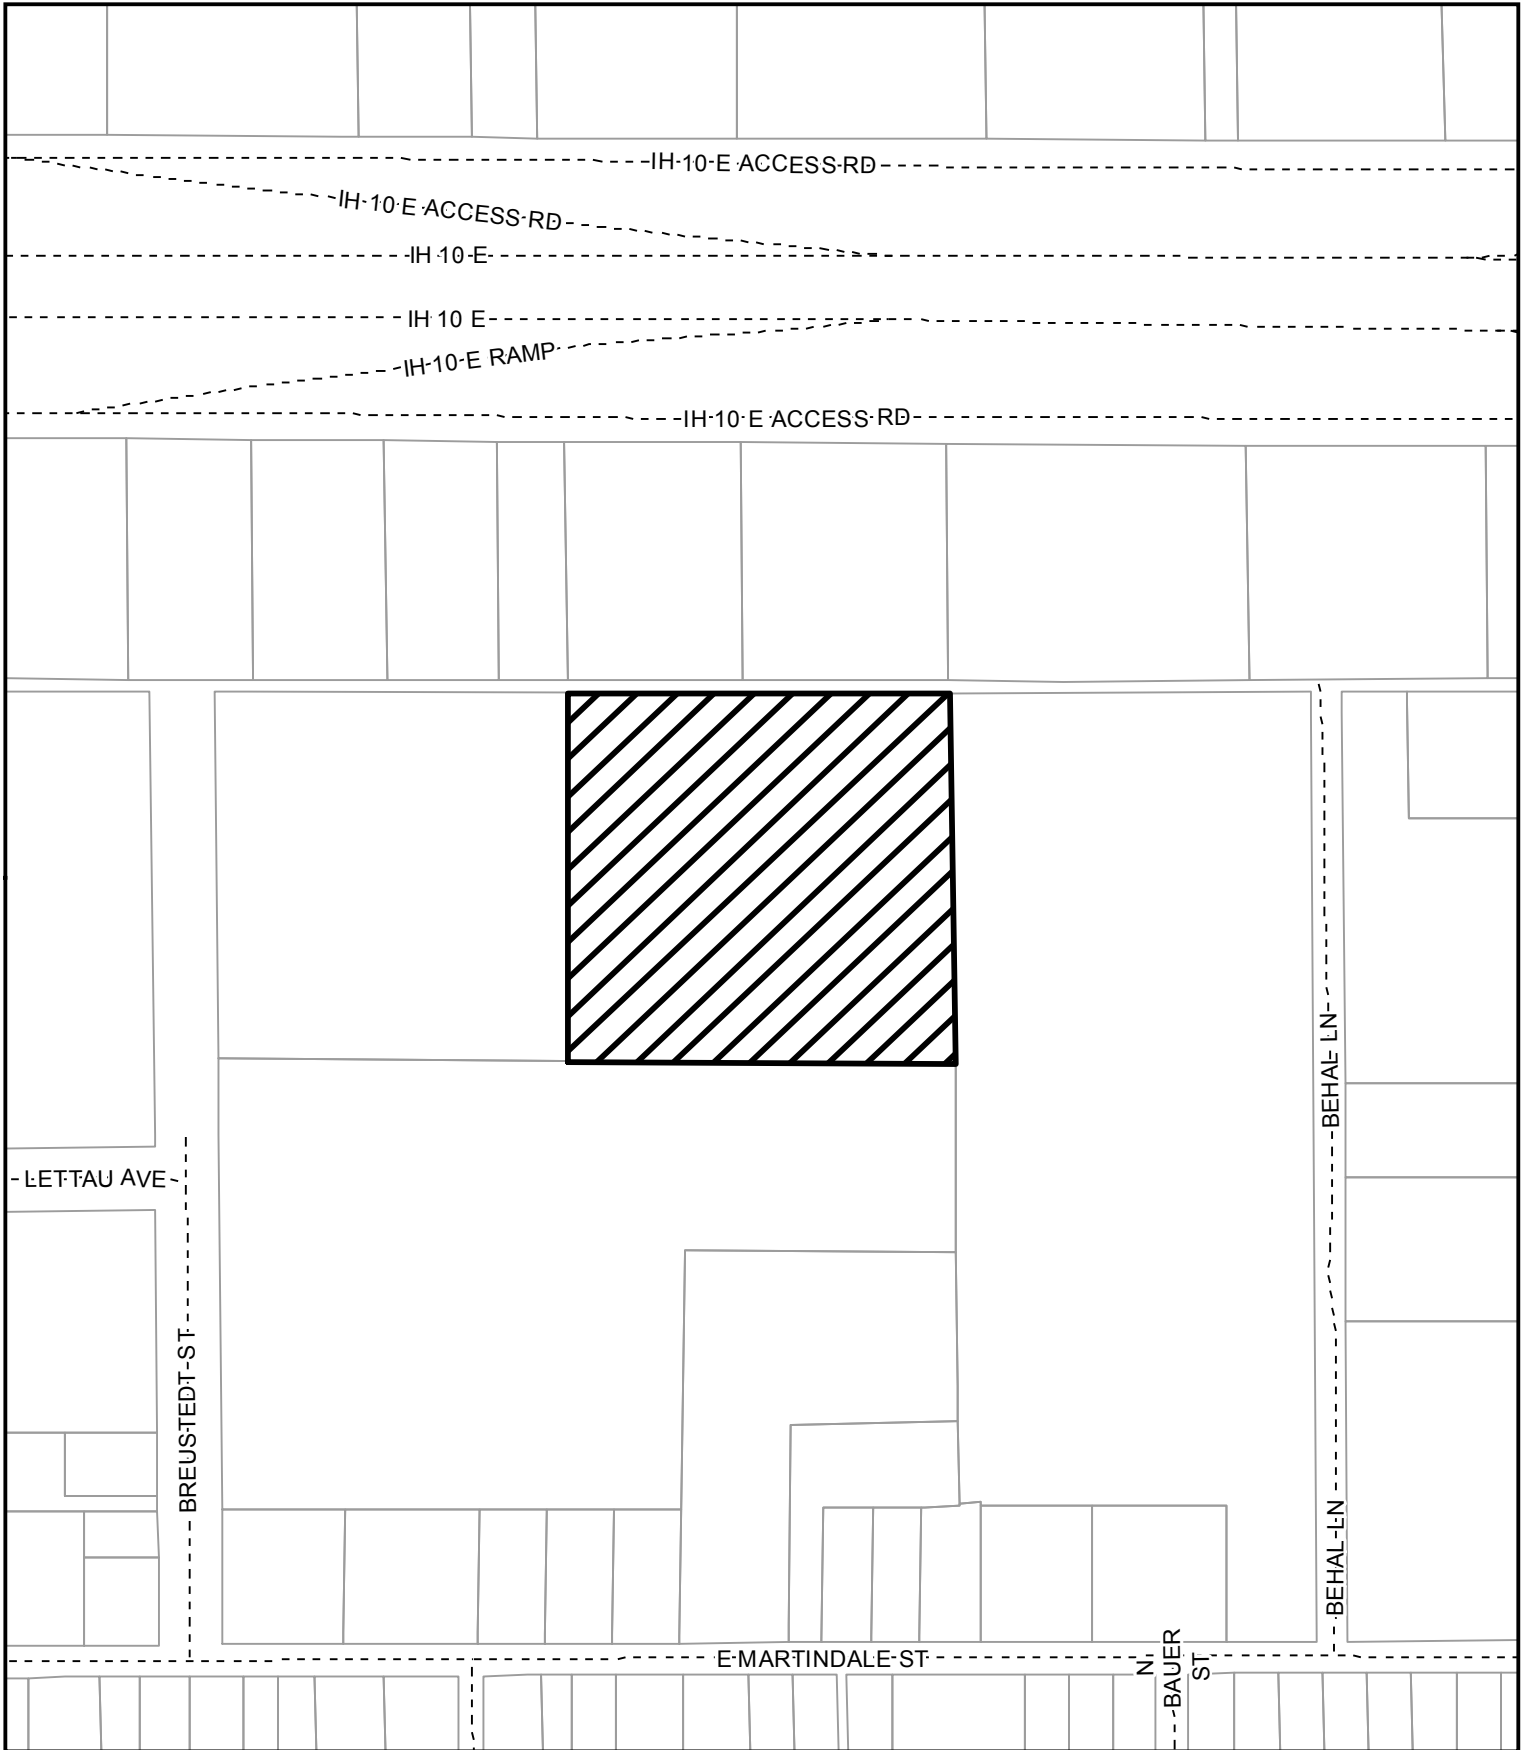 IH 10 E ACCESS RD
IH 10 E ACCESS RD
IH 10 E
IH 10 E
IH 10 E RAMP
IH 10 E ACCESS RD
BEHAL LN
LETTAU AVE
BREUSTEDT ST
BEHAL LN
E MARTINDALE ST
N
BAUER
ST